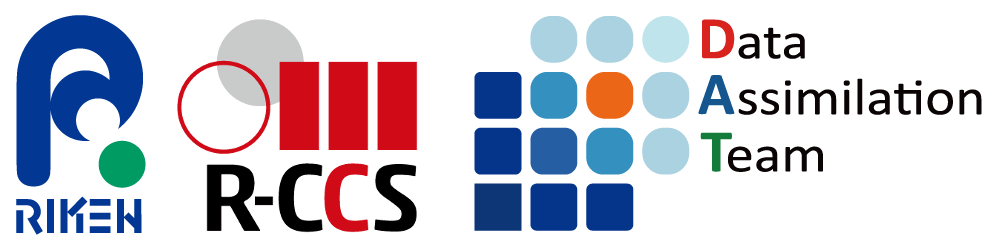 RIKEN
R-CCS
Data
Assimilation
Team